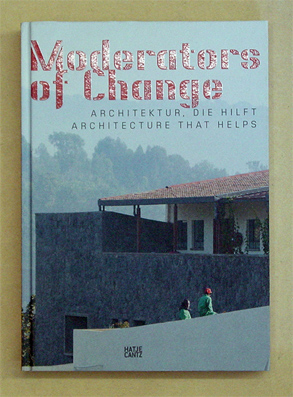 Moderators
of Change
ARCHITEKTUR, DIE HILFT
ARCHITECTURE THAT HELPS
HATJE
CANTZ